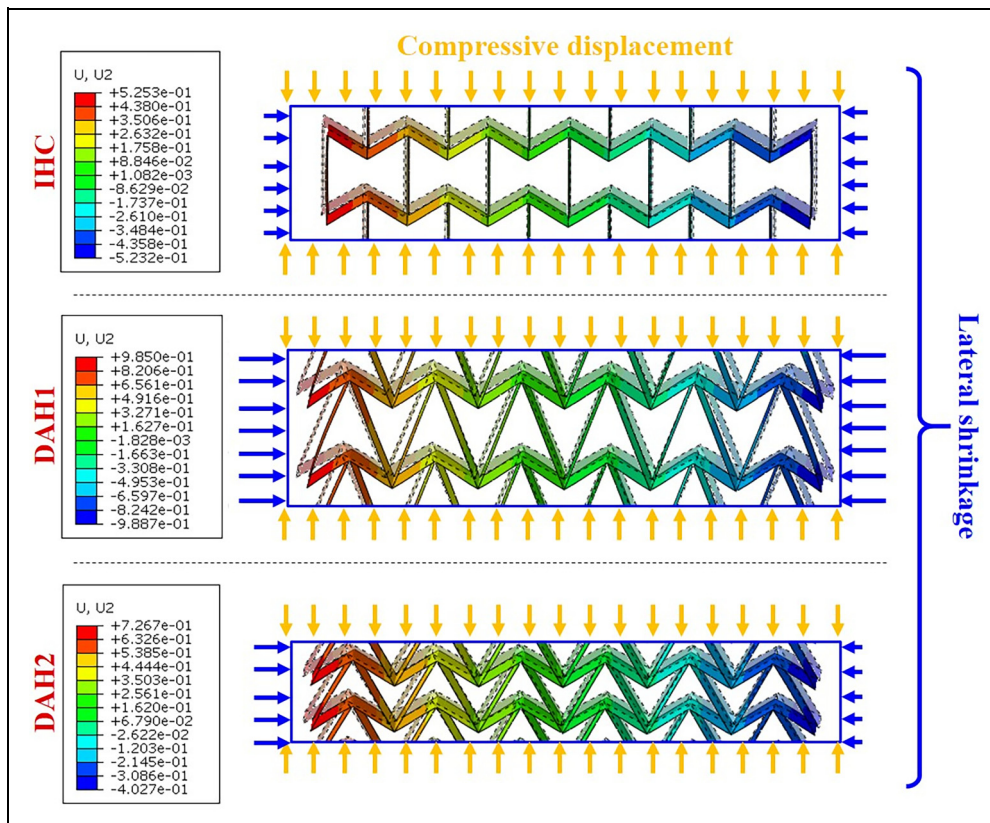 Compressive displacement
IHC
U, U2
+5.253e-01
+4.380e-01
+3.506e-01
+2.632e-01
+1.758e-01
+8.846e-02
+1.082e-03
-8.629e-02
-1.737e-01
-2.610e-01
-3.484e-01
-4.358e-01
-5.232e-01
DAH1
U, U2
+9.850e-01
+8.206e-01
+6.561e-01
+4.916e-01
+3.271e-01
+1.627e-01
-1.828e-03
-1.663e-01
-3.308e-01
-4.953e-01
-6.597e-01
-8.242e-01
-9.887e-01
DAH2
U, U2
+7.267e-01
+6.326e-01
+5.385e-01
+4.444e-01
+3.503e-01
+2.561e-01
+1.620e-01
+6.790e-02
-2.622e-02
-1.203e-01
-2.145e-01
-3.086e-01
-4.027e-01
Lateral shrinkage